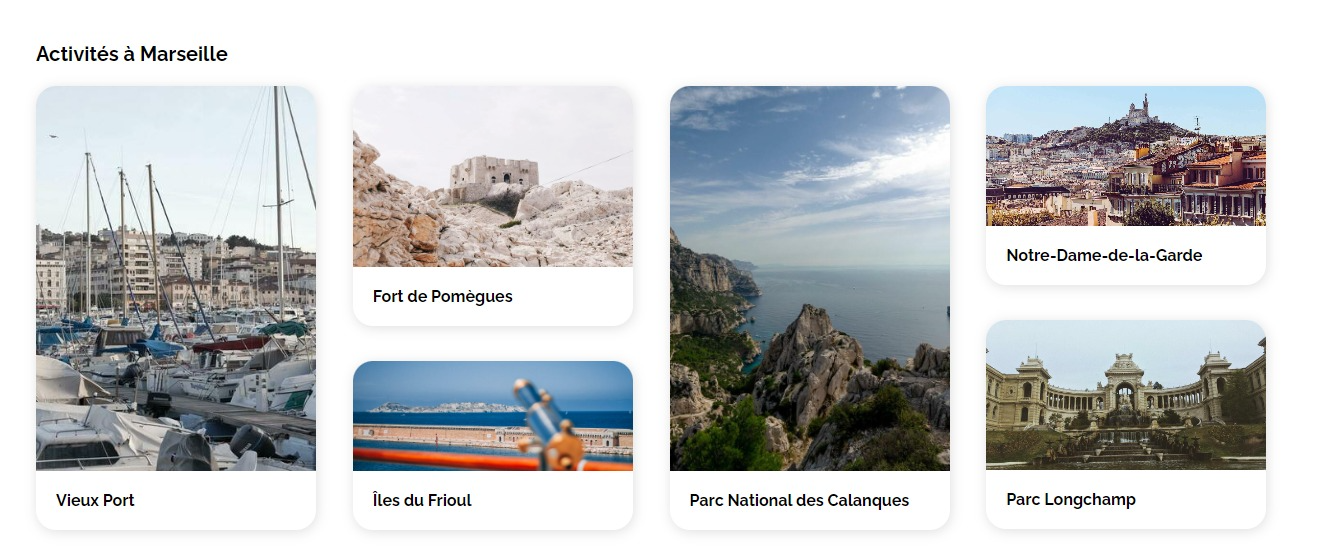 Activités à Marseille
Vieux Port
Fort de Pomègues
Îles du Frioul
Parc National des Calanques
Notre-Dame-de-la-Garde
Parc Longchamp